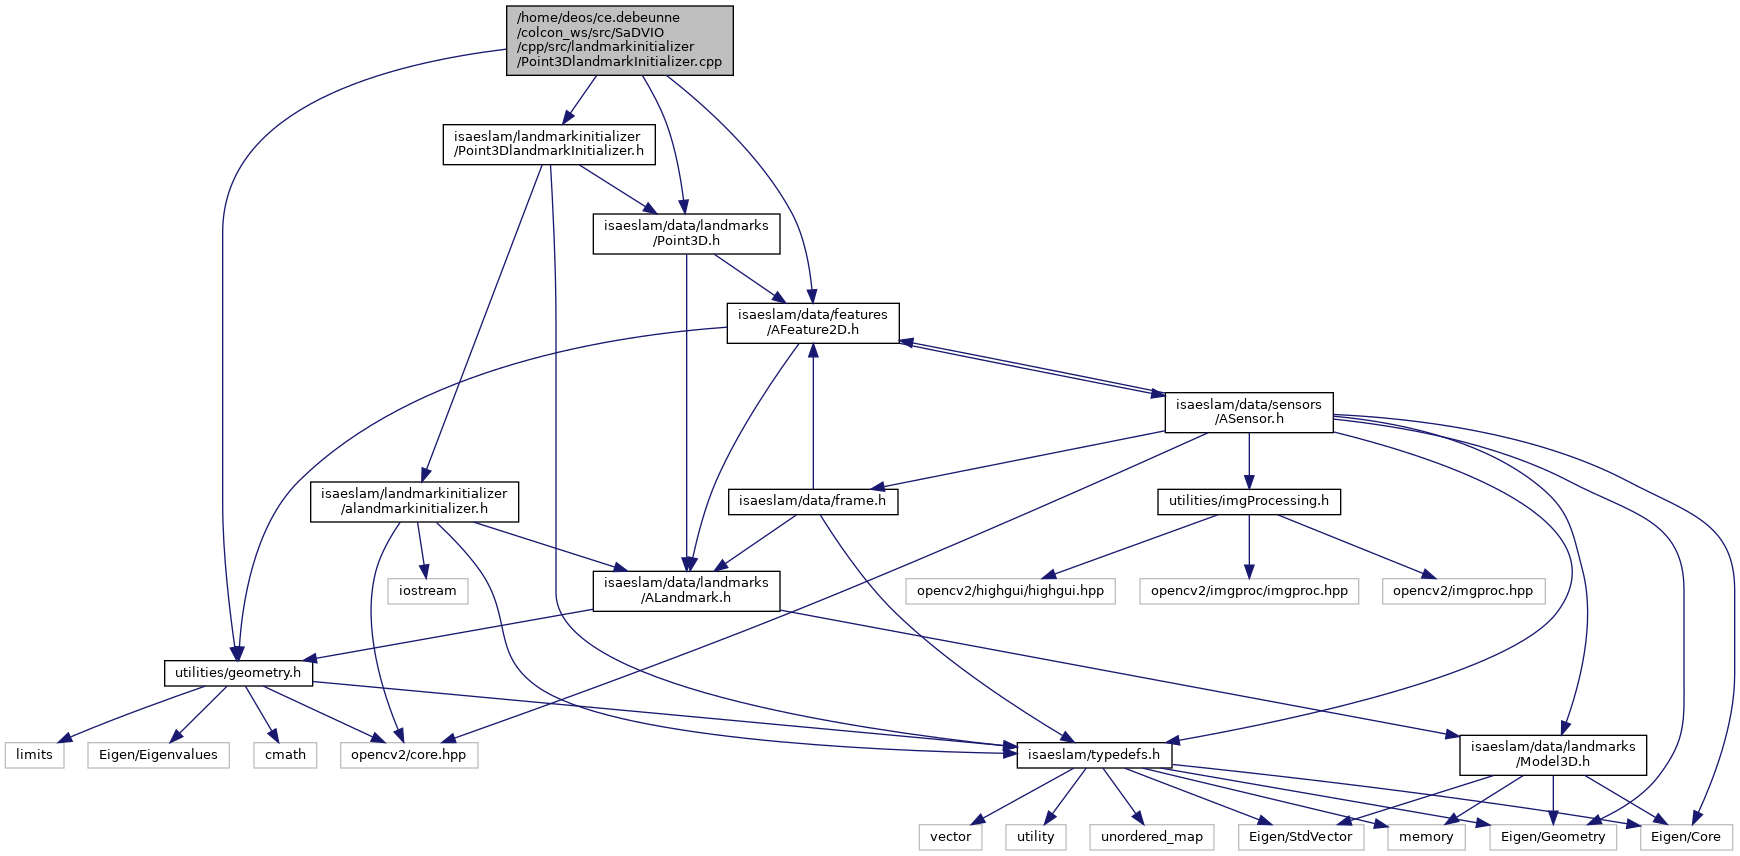 /home/deos/ce.debeunne
/colcon_ws/src/SaDVIO
/cpp/src/landmarkinitializer
/Point3DlandmarkInitializer.cpp
isaeslam/landmarkinitializer
/Point3DlandmarkInitializer.h
isaeslam/data/landmarks
/Point3D.h
isaeslam/data/features
/AFeature2D.h
isaeslam/data/sensors
/ASensor.h
isaeslam/landmarkinitializer
/alandmarkinitializer.h
isaeslam/data/frame.h
utilities/imgProcessing.h
iostream
isaeslam/data/landmarks
/ALandmark.h
opencv2/highgui/highgui.hpp
opencv2/imgproc/imgproc.hpp
opencv2/imgproc.hpp
utilities/geometry.h
limits
Eigen/Eigenvalues
cmath
opencv2/core.hpp
isaeslam/typedefs.h
isaeslam/data/landmarks
/Model3D.h
vector
utility
unordered_map
Eigen/StdVector
memory
Eigen/Geometry
Eigen/Core